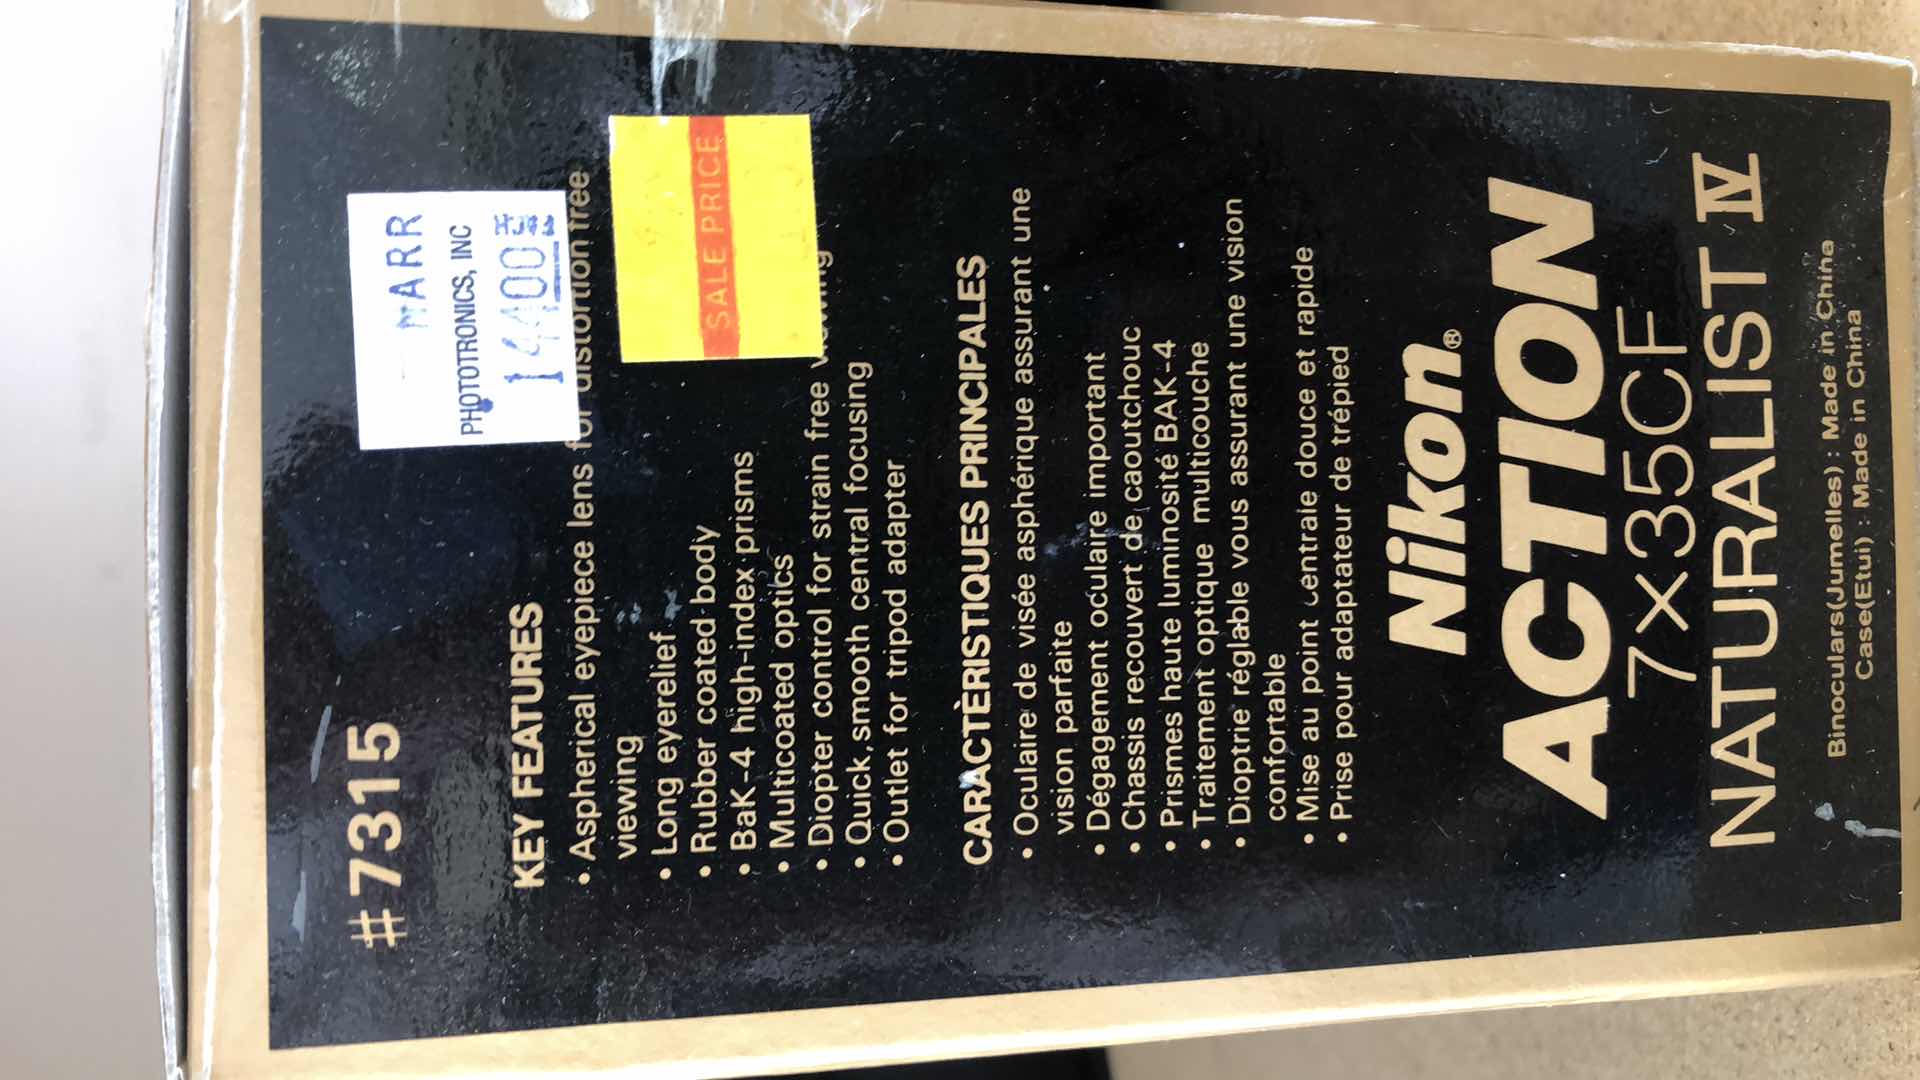 #7315
MARR
PHOTOTRONICS, INC
14400
KEY FEATURES
• Aspherical eyepiece lens for distortion free
viewing
SALE PRICE
• Long eyerelief
• Rubber coated body
• BaK-4 high-index prisms
• Multicoated optics
• Diopter control for strain free viewing
• Quick, smooth central focusing
• Outlet for tripod adapter
CARACTÈRISTIQUES PRINCIPALES
• Oculaire de visée asphérique assurant une
vision parfaite
• Dégagement oculaire important
• Chassis recouvert de caoutchouc
• Prismes haute luminosité BAK-4
• Traitement optique multicouche
• Dioptrie réglable vous assurant une vision
confortable
• Mise au point centrale douce et rapide
• Prise pour adaptateur de trépied
Nikon®
ACTION
7×35CF
NATURALIST IV
Binoculars(Jumelles) : Made in China
Case(Etui) : Made in China